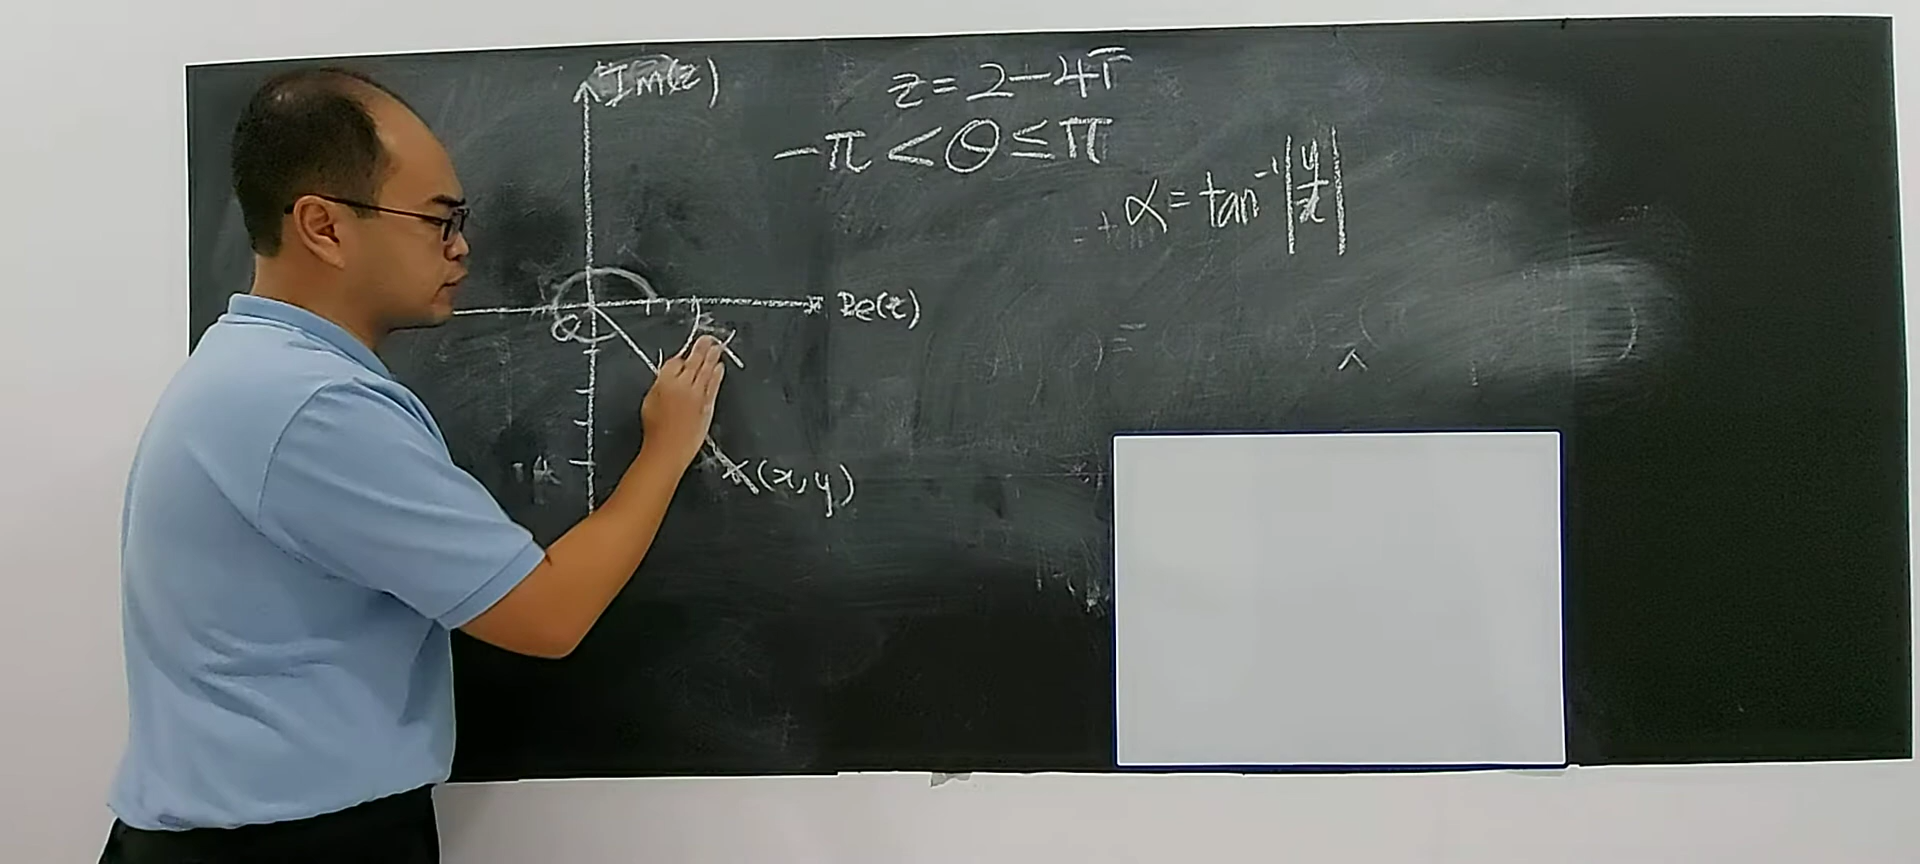 Im(z)
z = 2 - 4i
-π < θ ≤ π
α = tan⁻¹ |y/x|
Re(z)
(x, y)